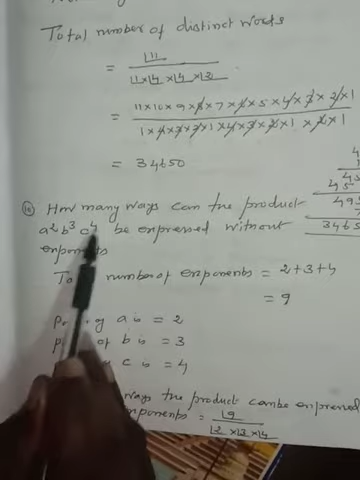 Total number of distinct words
= ⌊11 / ⌊1×⌊4 ×⌊4 ×⌊2
= 11×10×9×8×7×6×5×4×3×2×1 / 1×4×3×2×1×4×3×2×1 ×2×1
= 34650
How many ways can the product
a²b³c⁴ be expressed without
exponents
number of exponents = 2+3+4
= 9
a is = 2
of b is = 3
c is = 4
ways the product can be expressed
exponents = ⌊9 / ⌊2 ×⌊3×⌊4
495
3465